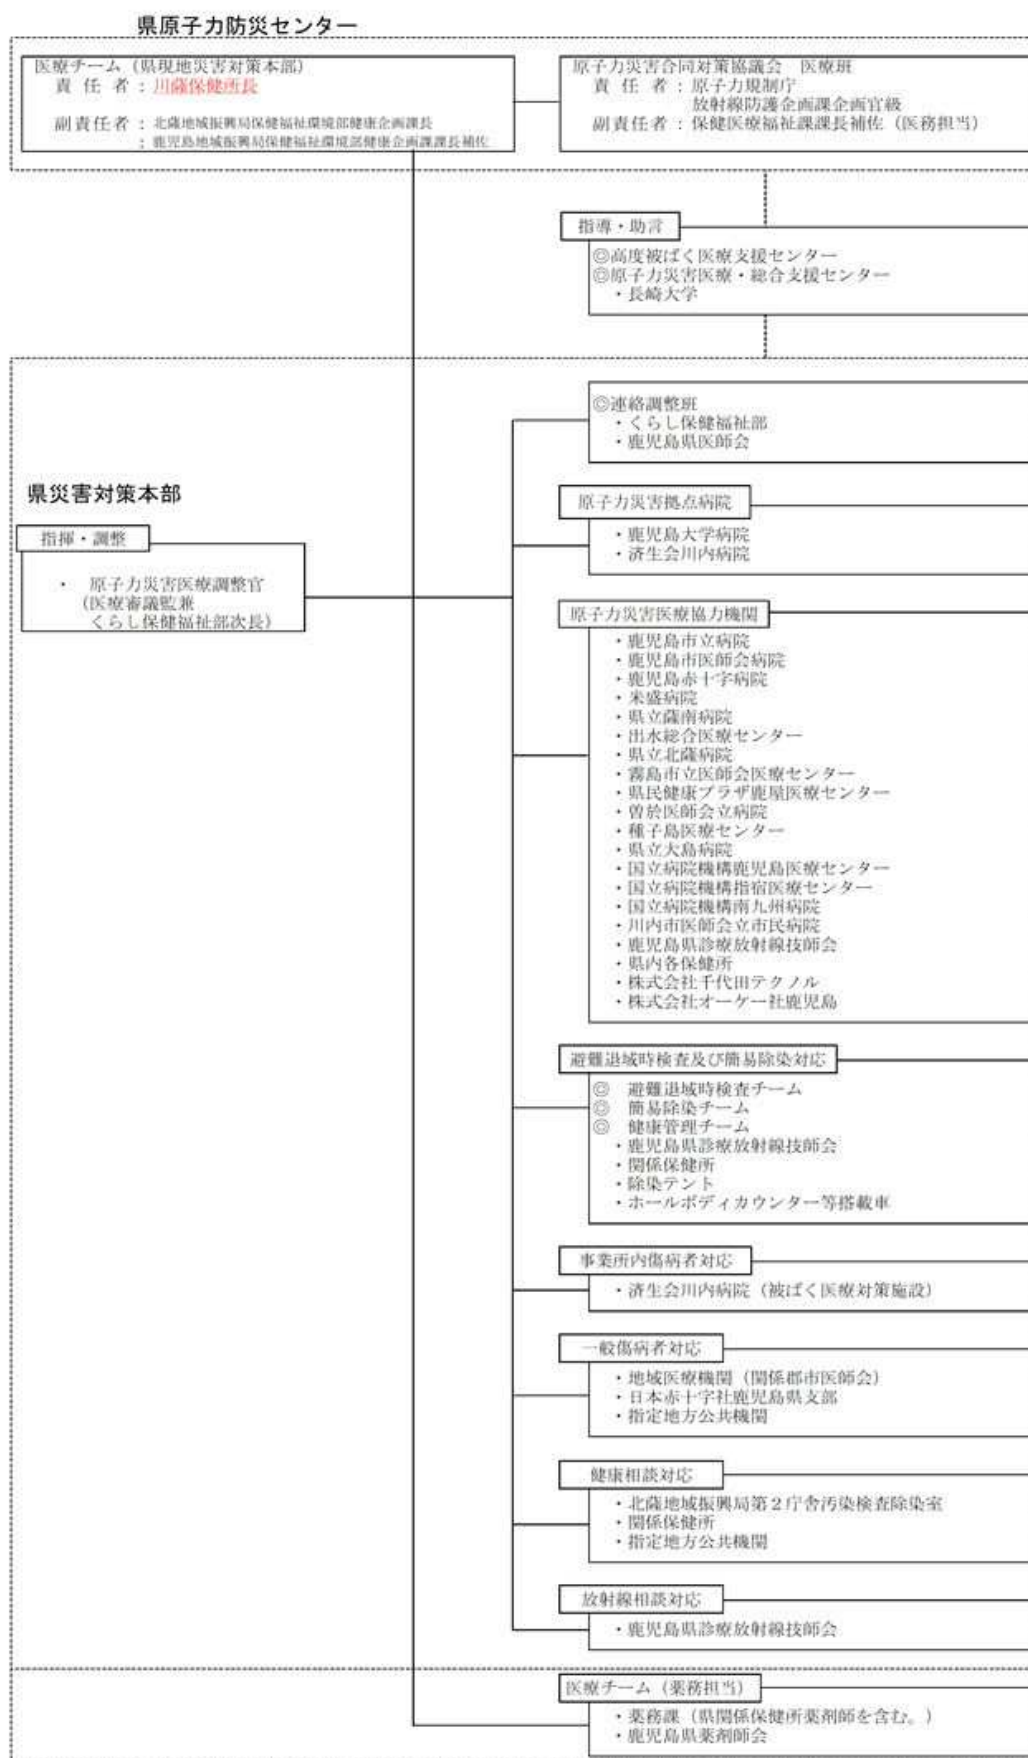 県原子力防災センター
医療チーム（県現地災害対策本部）
責 任 者 : 川薩保健所長
副責任者 : 北薩地域振興局保健福祉環境部健康企画課長
: 鹿児島地域振興局保健福祉環境部健康企画課課長補佐
原子力災害合同対策協議会　医療班
責 任 者 : 原子力規制庁
放射線防護企画課企画官級
副責任者 : 保健医療福祉課課長補佐（医務担当）
指導・助言
◎高度被ばく医療支援センター
◎原子力災害医療・総合支援センター
・長崎大学
◎連絡調整班
・くらし保健福祉部
・鹿児島県医師会
県災害対策本部
指揮・調整
・　原子力災害医療調整官
（医療審議監兼
くらし保健福祉部次長）
原子力災害拠点病院
・鹿児島大学病院
・済生会川内病院
原子力災害医療協力機関
・鹿児島市立病院
・鹿児島市医師会病院
・鹿児島赤十字病院
・米盛病院
・県立薩南病院
・出水総合医療センター
・県立北薩病院
・霧島市立医師会医療センター
・県民健康プラザ鹿屋医療センター
・曽於医師会立病院
・種子島医療センター
・県立大島病院
・国立病院機構鹿児島医療センター
・国立病院機構指宿医療センター
・国立病院機構南九州病院
・川内市医師会立市民病院
・鹿児島県診療放射線技師会
・県内各保健所
・株式会社千代田テクノル
・株式会社オーケー社鹿児島
避難退域時検査及び簡易除染対応
◎　避難退域時検査チーム
◎　簡易除染チーム
◎　健康管理チーム
・鹿児島県診療放射線技師会
・関係保健所
・除染テント
・ホールボディカウンター等搭載車
事業所内傷病者対応
・済生会川内病院（被ばく医療対策施設）
一般傷病者対応
・地域医療機関（関係郡市医師会）
・日本赤十字社鹿児島県支部
・指定地方公共機関
健康相談対応
・北薩地域振興局第２庁舎汚染検査除染室
・関係保健所
・指定地方公共機関
放射線相談対応
・鹿児島県診療放射線技師会
医療チーム（薬務担当）
・薬務課（県関係保健所薬剤師を含む。）
・鹿児島県薬剤師会